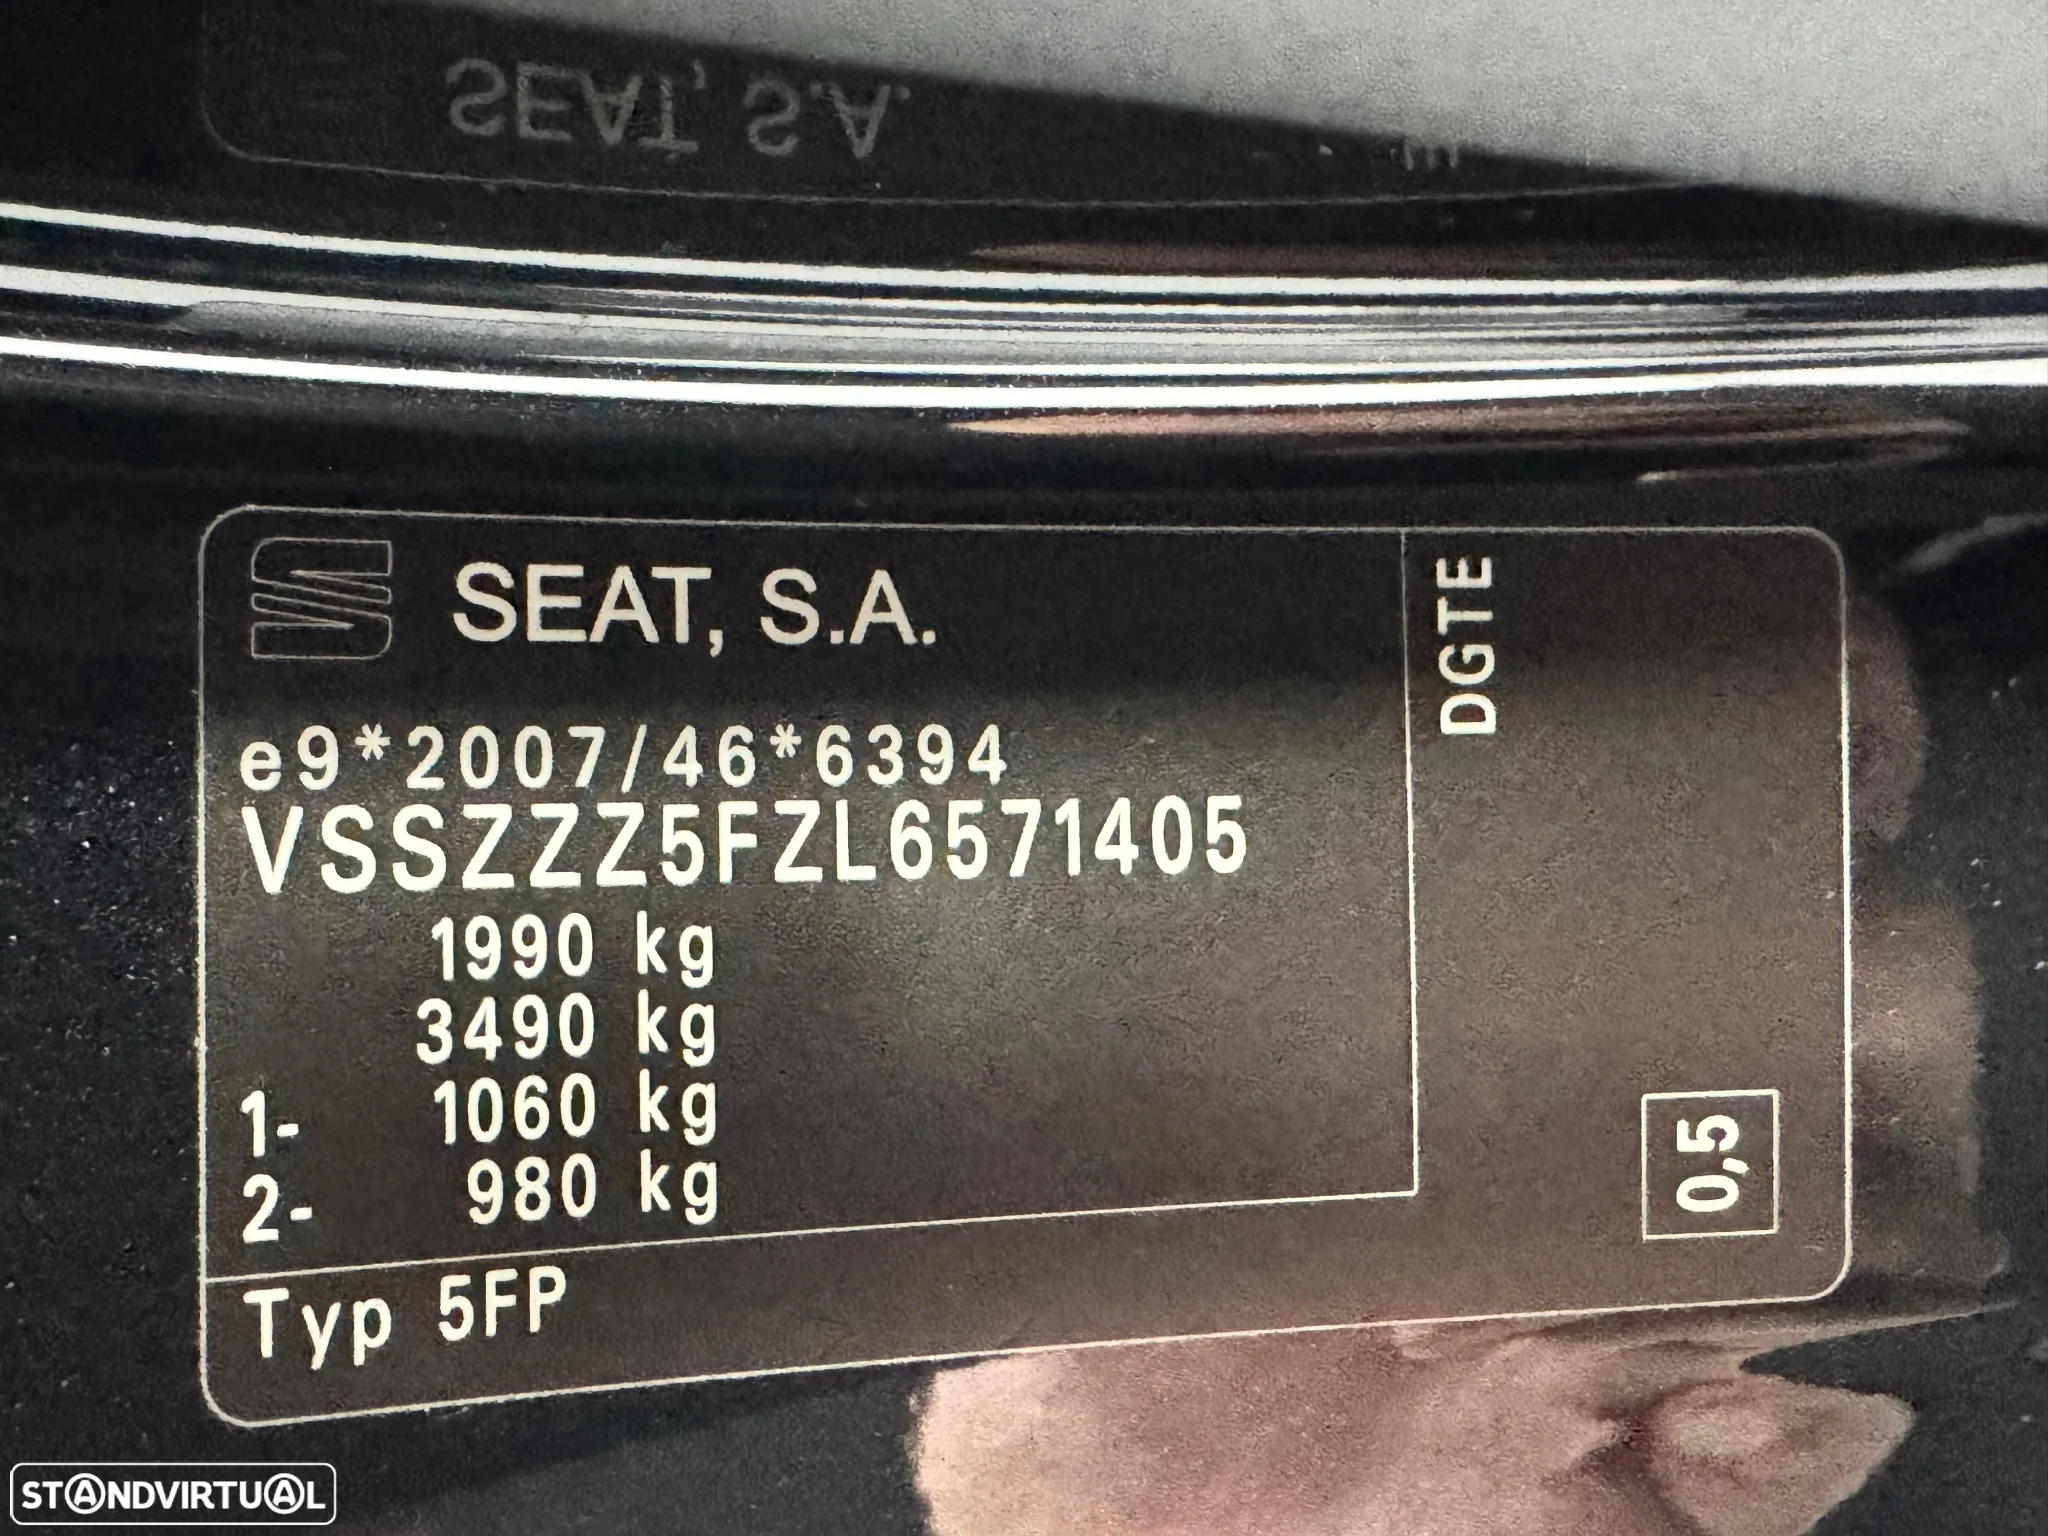 SEAT, S.A.
SEAT, S.A.
DGTE
e9*2007/46*6394
VSSZZZ5FZL6571405
1990 kg
3490 kg
1- 1060 kg
2- 980 kg
0,5
Typ 5FP
STANDVIRTUAL